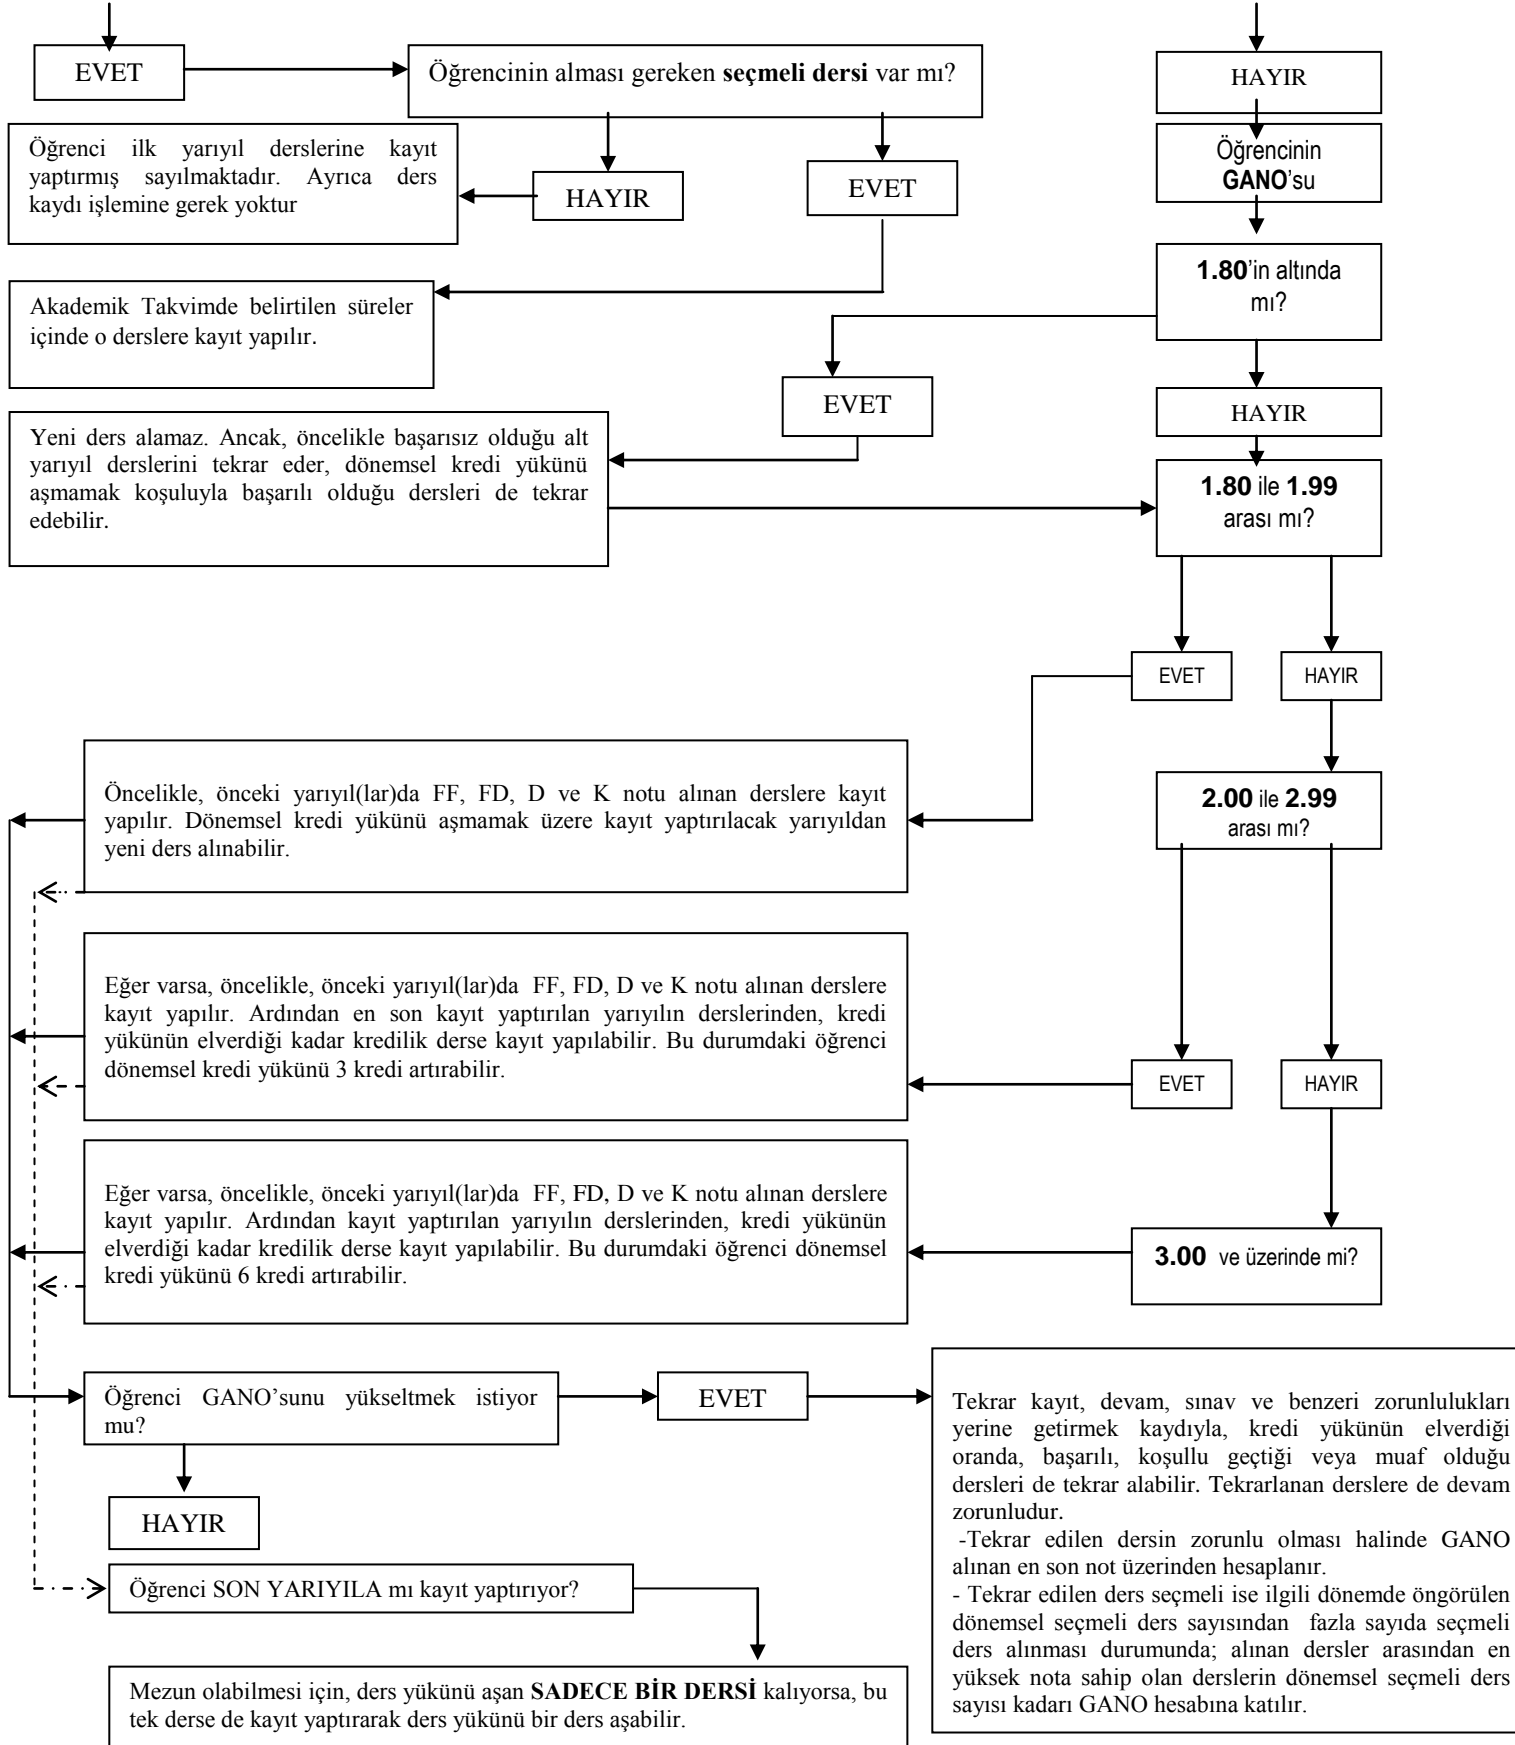 EVET
Öğrencinin alması gereken seçmeli dersi var mı?
HAYIR
Öğrenci ilk yarıyıl derslerine kayıt
yaptırmış sayılmaktadır. Ayrıca ders
kaydı işlemine gerek yoktur
HAYIR
EVET
Öğrencinin
GANO'su
Akademik Takvimde belirtilen süreler
içinde o derslere kayıt yapılır.
1.80'in altında
mı?
EVET
HAYIR
Yeni ders alamaz. Ancak, öncelikle başarısız olduğu alt
yarıyıl derslerini tekrar eder, dönemsel kredi yükünü
aşmamak koşuluyla başarılı olduğu dersleri de tekrar
edebilir.
1.80 ile 1.99
arası mı?
EVET
HAYIR
Öncelikle, önceki yarıyıl(lar)da FF, FD, D ve K notu alınan derslere kayıt
yapılır. Dönemsel kredi yükünü aşmamak üzere kayıt yaptırılacak yarıyıldan
yeni ders alınabilir.
2.00 ile 2.99
arası mı?
Eğer varsa, öncelikle, önceki yarıyıl(lar)da FF, FD, D ve K notu alınan derslere
kayıt yapılır. Ardından en son kayıt yaptırılan yarıyılın derslerinden, kredi
yükünün elverdiği kadar kredilik derse kayıt yapılabilir. Bu durumdaki öğrenci
dönemsel kredi yükünü 3 kredi artırabilir.
EVET
HAYIR
Eğer varsa, öncelikle, önceki yarıyıl(lar)da FF, FD, D ve K notu alınan derslere
kayıt yapılır. Ardından kayıt yaptırılan yarıyılın derslerinden, kredi yükünün
elverdiği kadar kredilik derse kayıt yapılabilir. Bu durumdaki öğrenci dönemsel
kredi yükünü 6 kredi artırabilir.
3.00 ve üzerinde mi?
Öğrenci GANO'sunu yükseltmek istiyor
mu?
EVET
HAYIR
Tekrar kayıt, devam, sınav ve benzeri zorunlulukları
yerine getirmek kaydıyla, kredi yükünün elverdiği
oranda, başarılı, koşullu geçtiği veya muaf olduğu
dersleri de tekrar alabilir. Tekrarlanan derslere de devam
zorunludur.
-Tekrar edilen dersin zorunlu olması halinde GANO
alınan en son not üzerinden hesaplanır.
- Tekrar edilen ders seçmeli ise ilgili dönemde öngörülen
dönemsel seçmeli ders sayısından fazla sayıda seçmeli
ders alınması durumunda; alınan dersler arasından en
yüksek nota sahip olan derslerin dönemsel seçmeli ders
sayısı kadarı GANO hesabına katılır.
Öğrenci SON YARIYILA mı kayıt yaptırıyor?
Mezun olabilmesi için, ders yükünü aşan SADECE BİR DERSİ kalıyorsa, bu
tek derse de kayıt yaptırarak ders yükünü bir ders aşabilir.